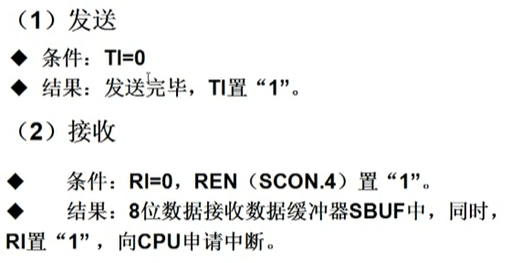 （1）发送
◆ 条件：TI=0
◆ 结果：发送完毕，TI置“1”。
（2）接收
◆ 条件：RI=0，REN（SCON.4）置“1”。
◆ 结果：8位数据接收数据缓冲器SBUF中，同时，
RI置“1”，向CPU申请中断。